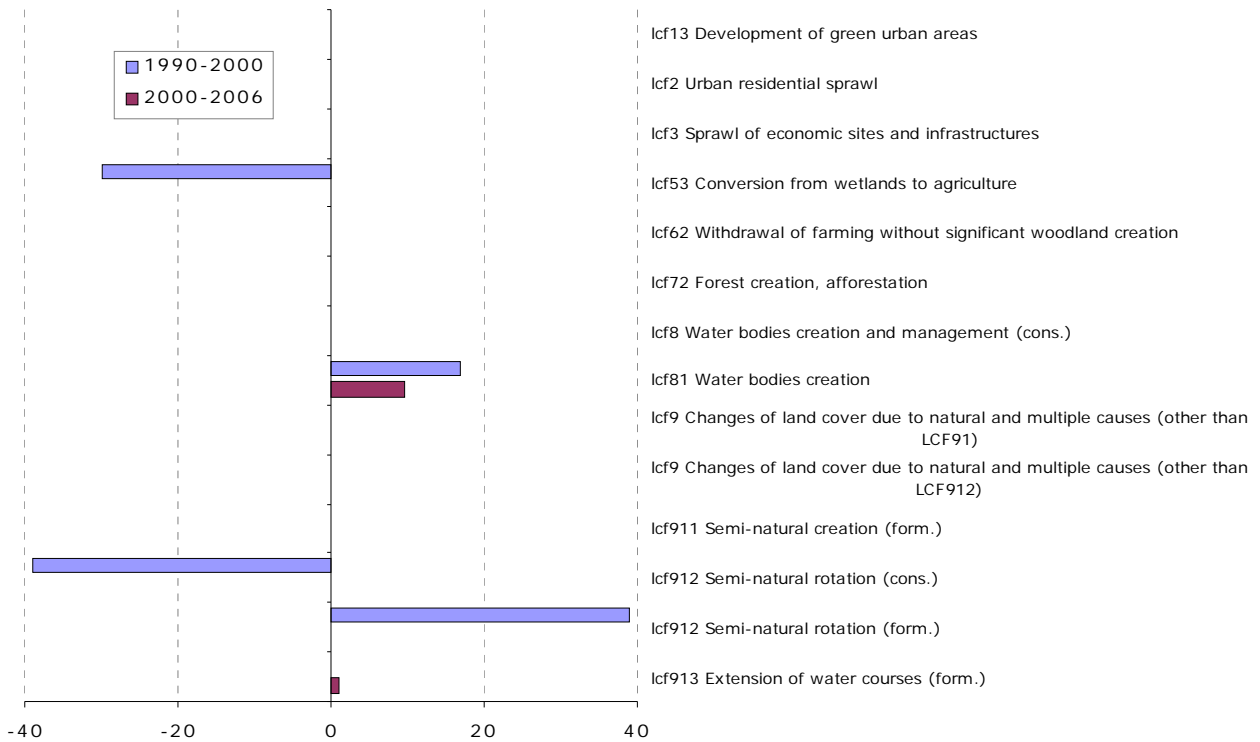 1990-2000
2000-2006
lcf13 Development of green urban areas
lcf2 Urban residential sprawl
lcf3 Sprawl of economic sites and infrastructures
lcf53 Conversion from wetlands to agriculture
lcf62 Withdrawal of farming without significant woodland creation
lcf72 Forest creation, afforestation
lcf8 Water bodies creation and management (cons.)
lcf81 Water bodies creation
lcf9 Changes of land cover due to natural and multiple causes (other than
LCF91)
lcf9 Changes of land cover due to natural and multiple causes (other than
LCF912)
lcf911 Semi-natural creation (form.)
lcf912 Semi-natural rotation (cons.)
lcf912 Semi-natural rotation (form.)
lcf913 Extension of water courses (form.)
-40 -20 0 20 40